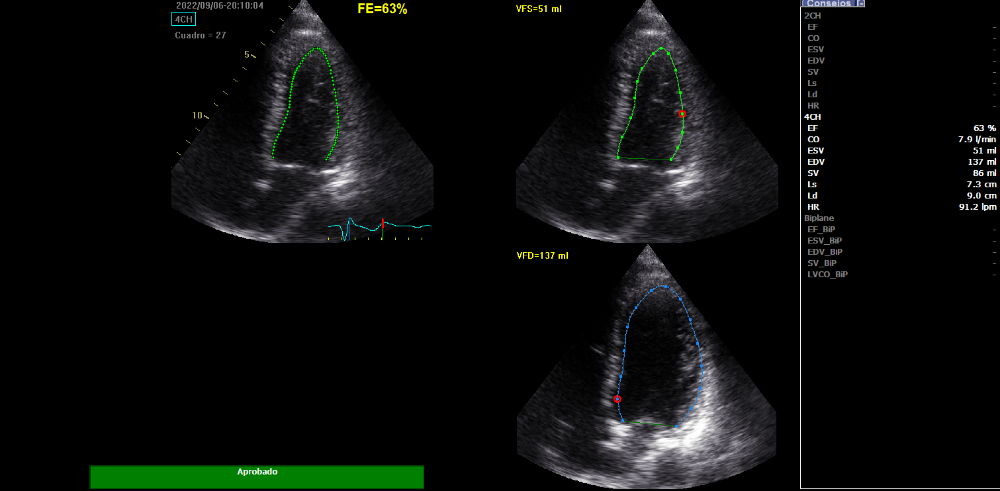 2022/09/06-20:10:04
4CH
Cuadro = 27
FE=63%
5
10
VFS=51 ml
VFD=137 ml
Aprobado
Consejos [-]
2CH
EF -
CO -
ESV -
EDV -
SV -
Ls -
Ld -
HR -
4CH
EF 63 %
CO 7.9 l/min
ESV 51 ml
EDV 137 ml
SV 86 ml
Ls 7.3 cm
Ld 9.0 cm
HR 91.2 lpm
Biplane
EF_BiP -
ESV_BiP -
EDV_BiP -
SV_BiP -
LVCO_BiP -